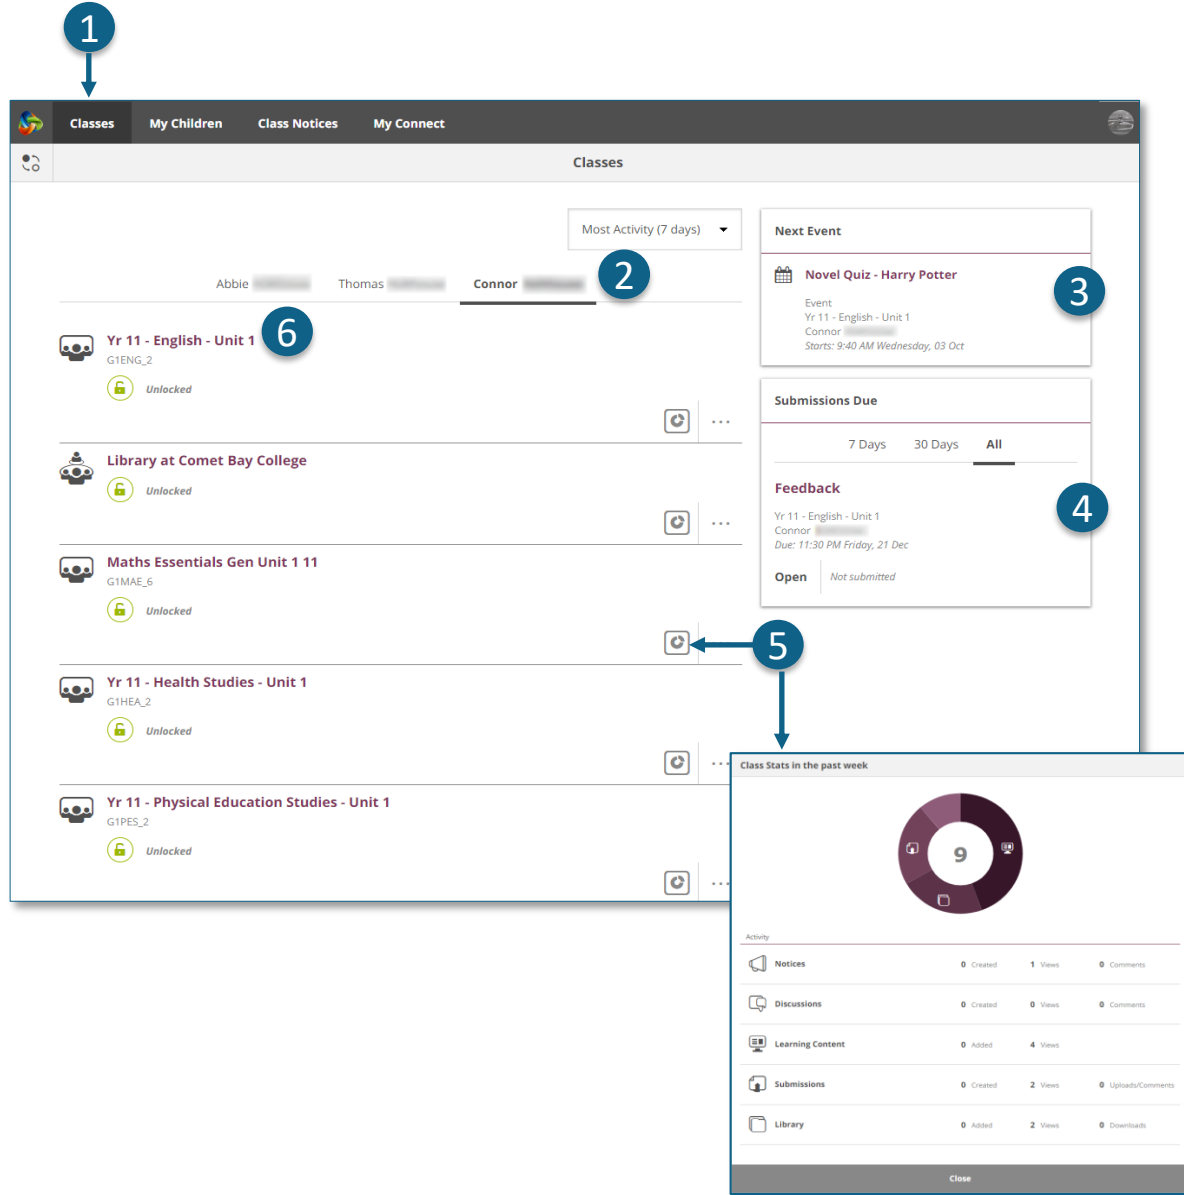 1
Classes My Children Class Notices My Connect
Classes
Most Activity (7 days)
2
Abbie Thomas Connor
6
Yr 11 - English - Unit 1
G1ENG_2
Unlocked
...
Library at Comet Bay College
Unlocked
...
Maths Essentials Gen Unit 1 11
G1MAE_6
Unlocked
Yr 11 - Health Studies - Unit 1
G1HEA_2
Unlocked
...
Yr 11 - Physical Education Studies - Unit 1
G1PES_2
Unlocked
...
Next Event
Novel Quiz - Harry Potter
3
Event
Yr 11 - English - Unit 1
Connor
Starts: 9:40 AM Wednesday, 03 Oct
Submissions Due
7 Days 30 Days All
Feedback
4
Yr 11 - English - Unit 1
Connor
Due: 11:30 PM Friday, 21 Dec
Open Not submitted
5
Class Stats in the past week
9
Activity
Notices 0 Created 1 Views 0 Comments
Discussions 0 Created 0 Views 0 Comments
Learning Content 0 Added 4 Views
Submissions 0 Created 2 Views 0 Uploads/Comments
Library 0 Added 2 Views 0 Downloads
Close